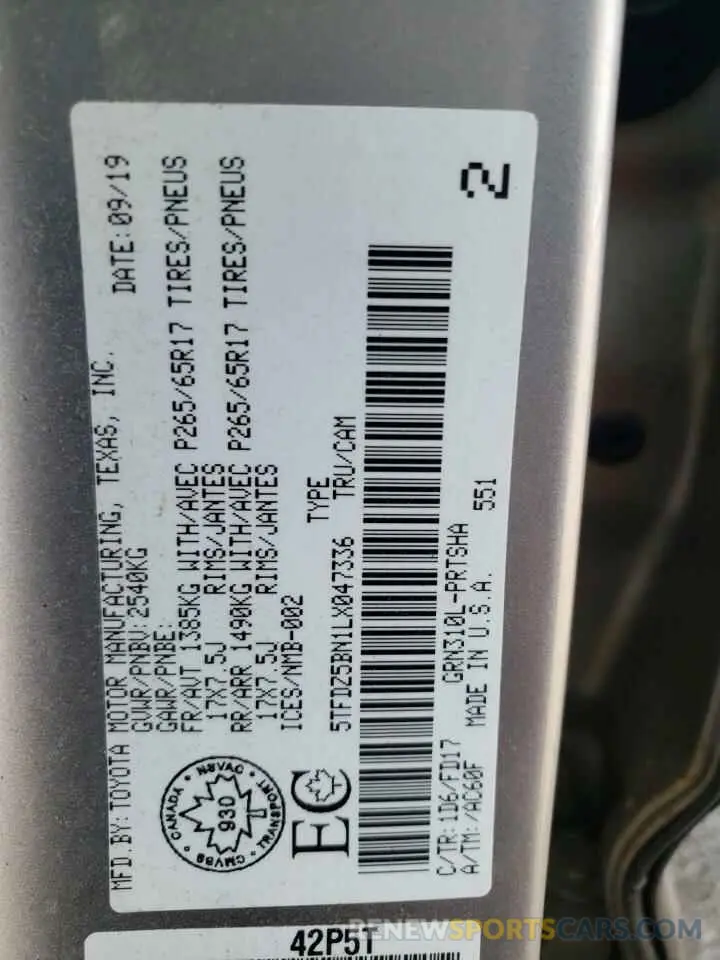 MFD.BY:TOYOTA MOTOR MANUFACTURING, TEXAS, INC. DATE:09/19
GVWR/PNBV:2540KG
GAWR/PNBE:
FR/AVT 1385KG WITH/AVEC P265/65R17 TIRES/PNEUS
17X7.5J RIMS/JANTES
RR/ARR 1490KG WITH/AVEC P265/65R17 TIRES/PNEUS
17X7.5J RIMS/JANTES
ICES/NMB-002
TYPE
5TFDZ5BN1LX047336 TRU/CAM
CANADA
CMVSS
NSVAC
TRANSPORT
930
EC
2
C/TR:1D6/FD17 GRN310L-PRTSHA
A/TM:/AC60F MADE IN U.S.A. 551
42P5T
RENEWSPORTSCARS.COM